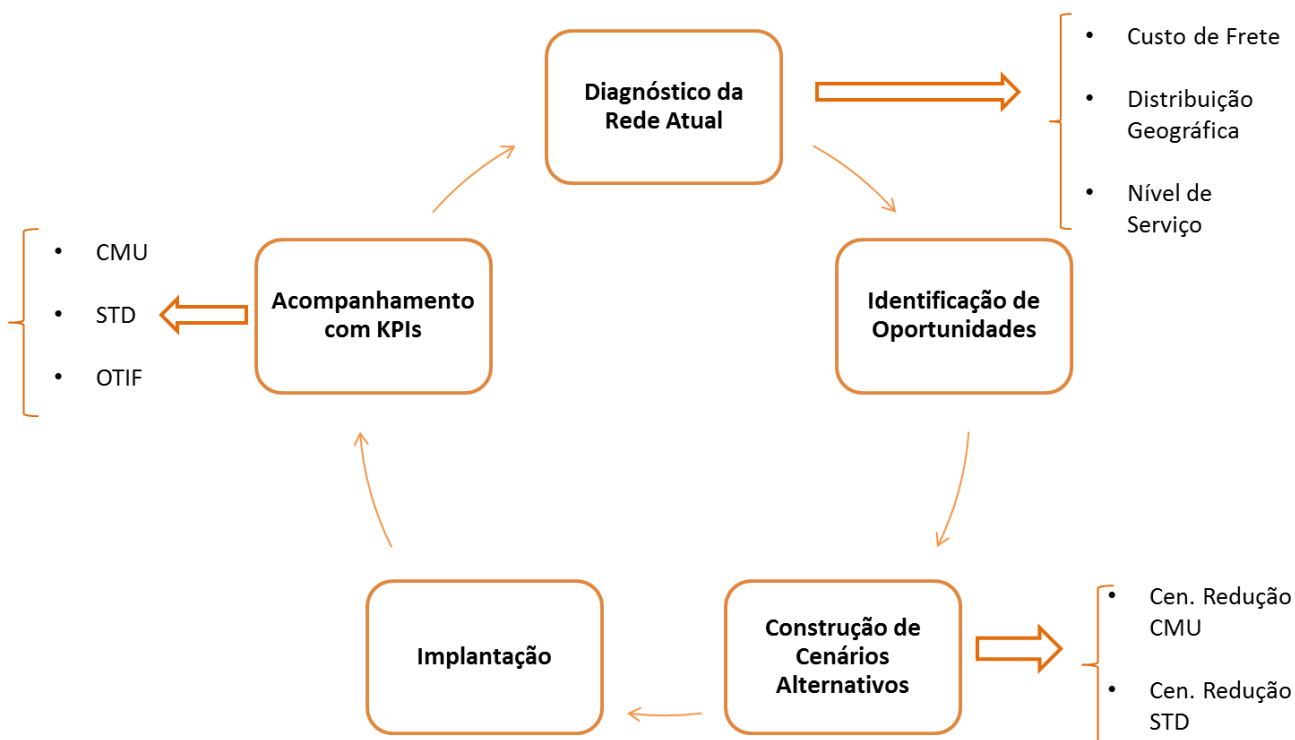 Diagnóstico da
Rede Atual
• Custo de Frete
• Distribuição
Geográfica
• Nível de
Serviço
Identificação de
Oportunidades
Construção de
Cenários
Alternativos
• Cen. Redução
CMU
• Cen. Redução
STD
Implantação
Acompanhamento
com KPIs
• CMU
• STD
• OTIF